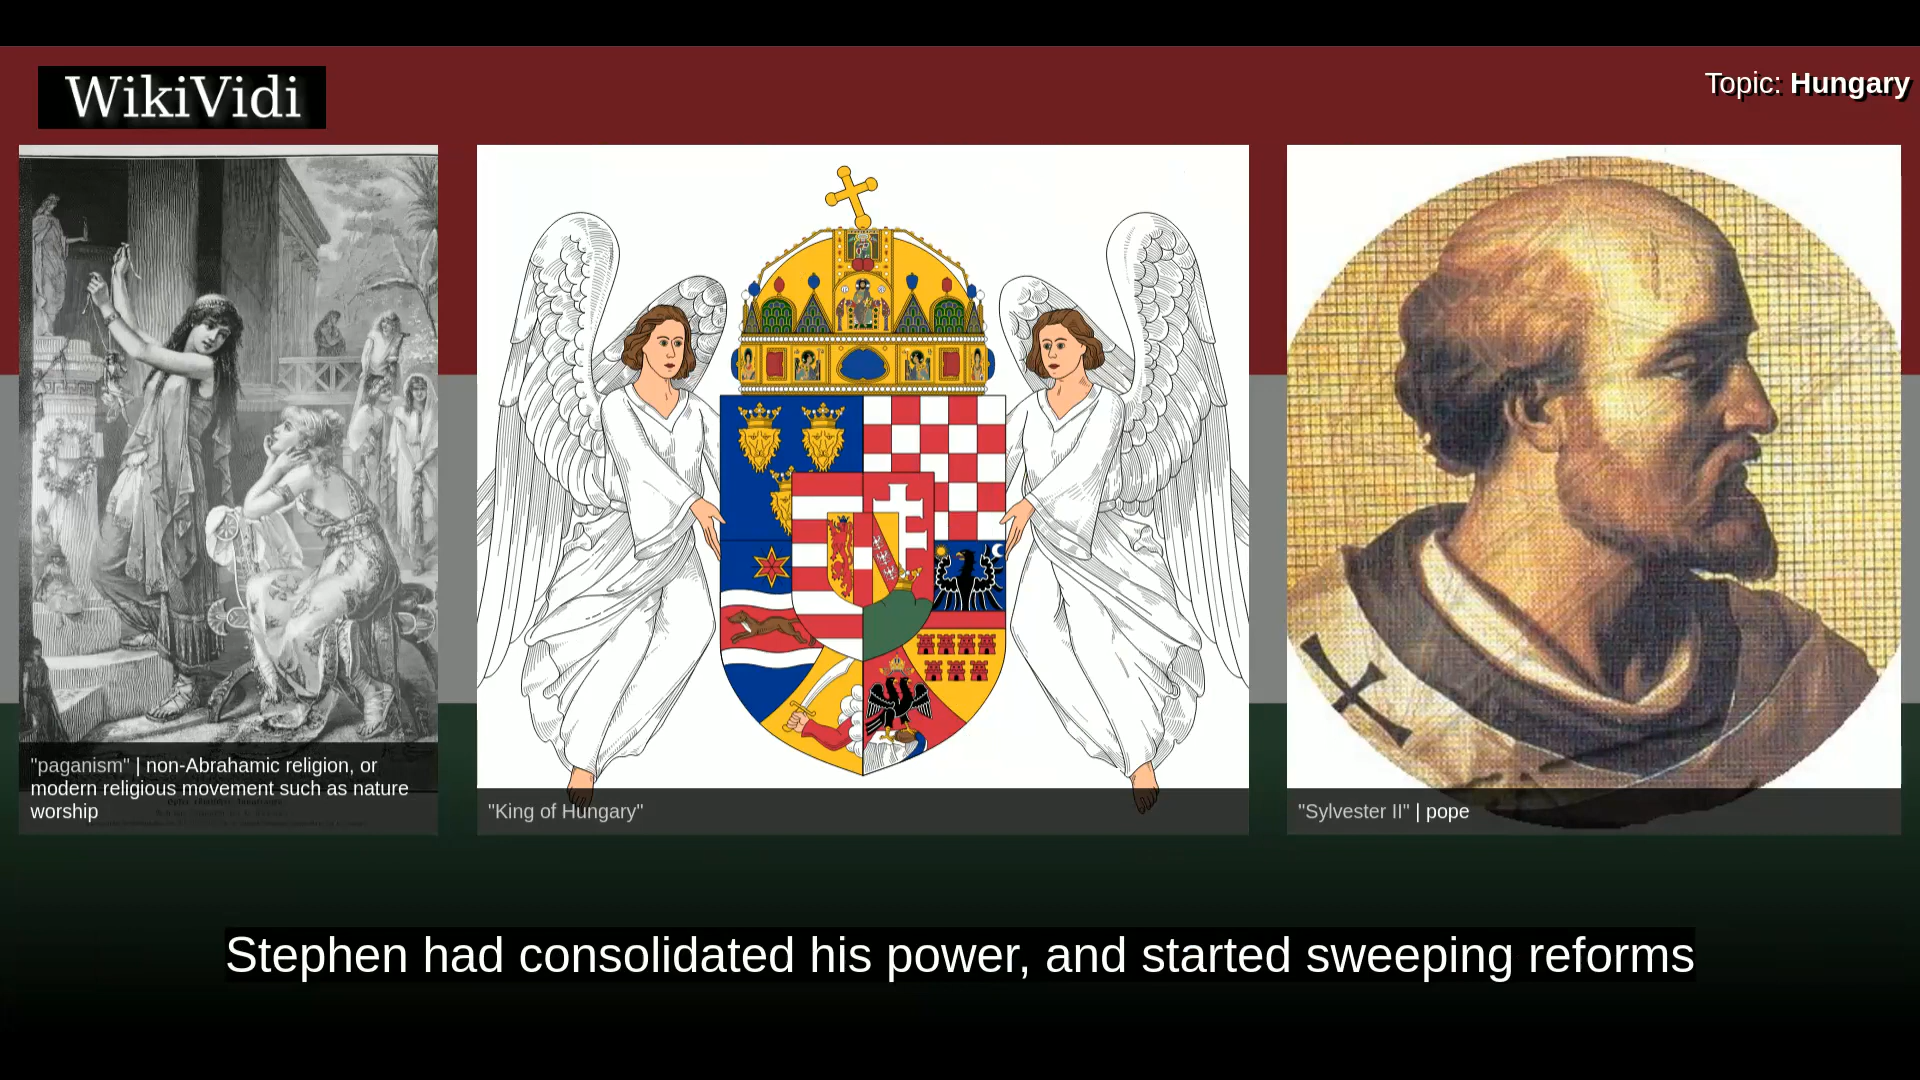 WikiVidi
Topic: Hungary
"paganism" | non-Abrahamic religion, or
modern religious movement such as nature
worship
"King of Hungary"
"Sylvester II" | pope
Stephen had consolidated his power, and started sweeping reforms